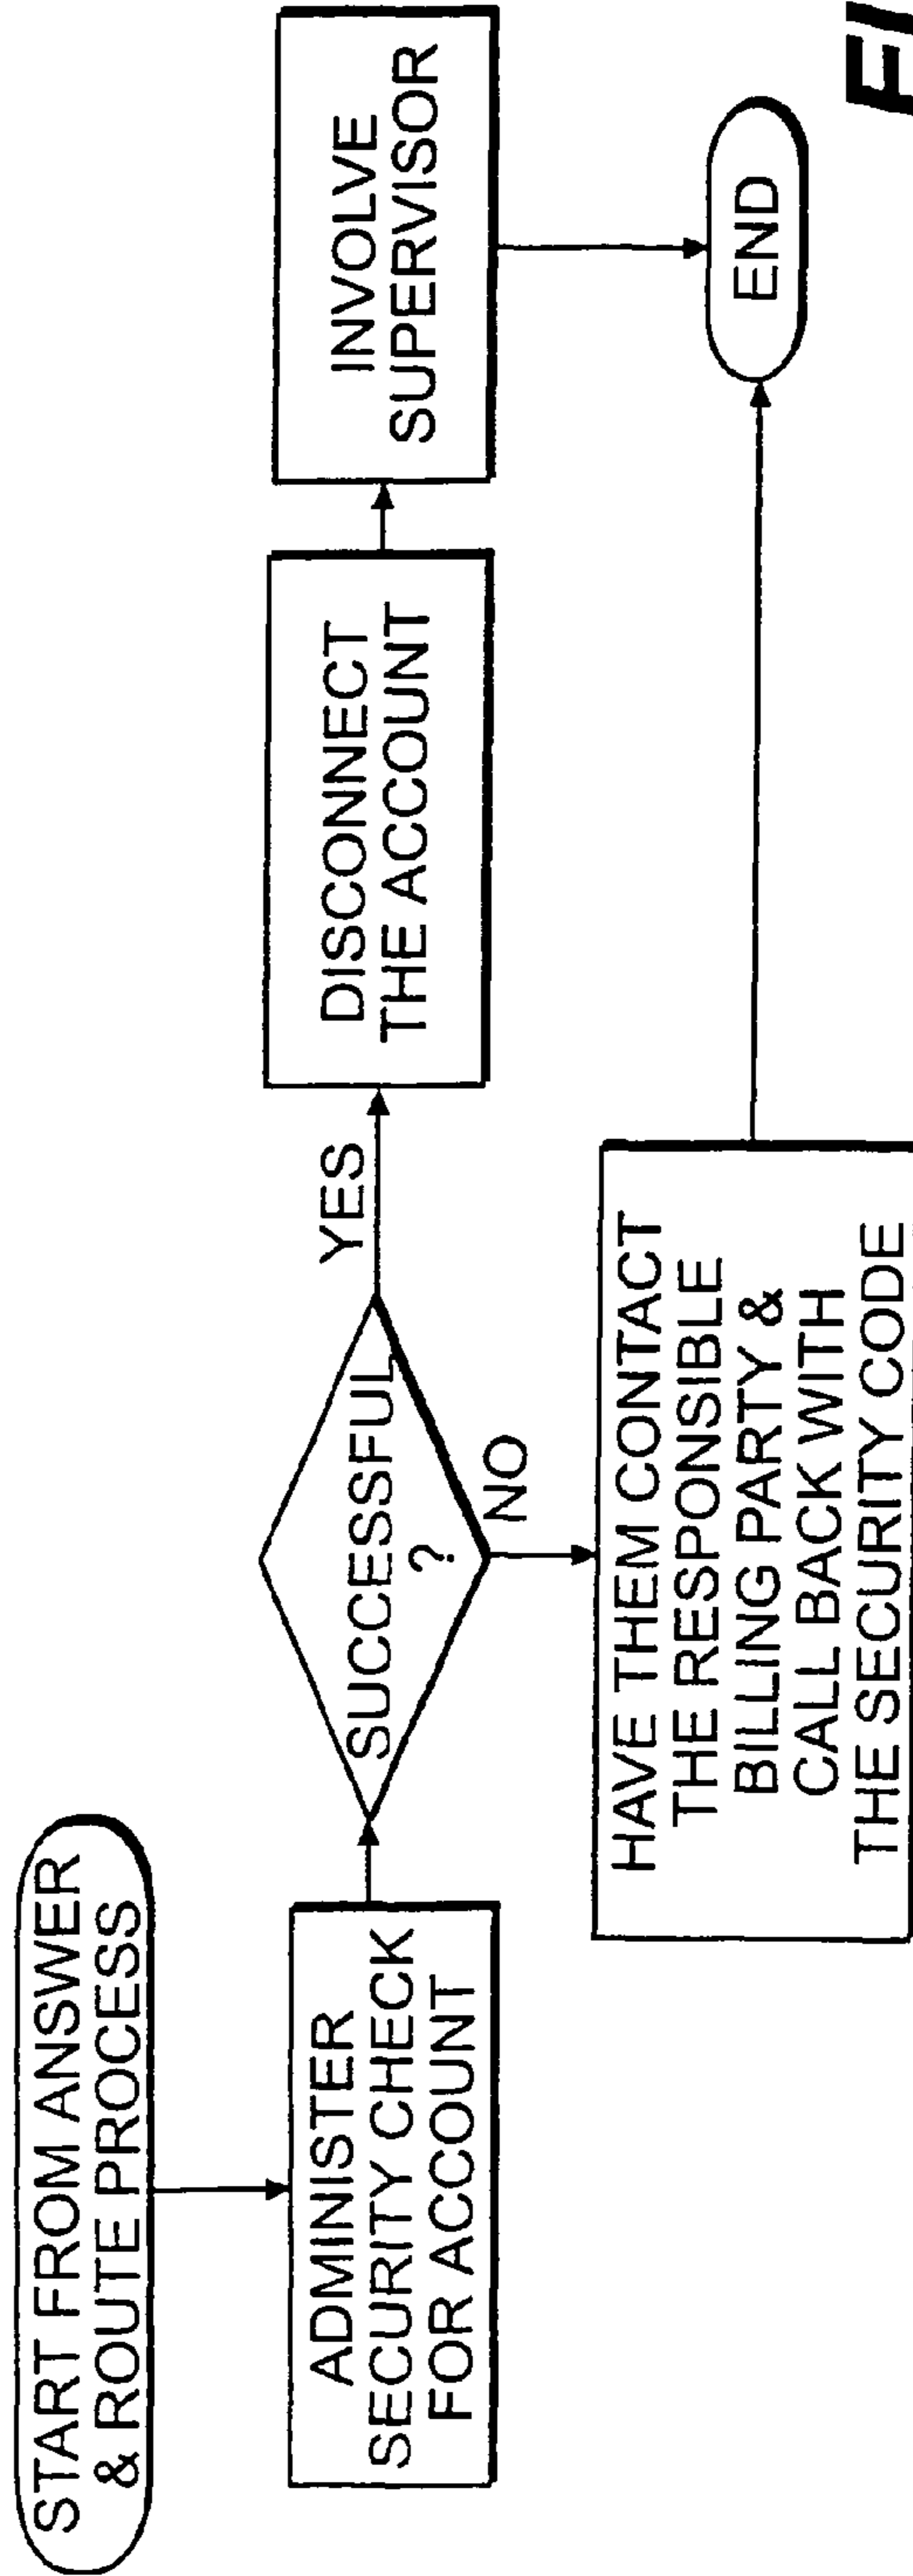 START FROM ANSWER
& ROUTE PROCESS
ADMINISTER
SECURITY CHECK
FOR ACCOUNT
SUCCESSFUL
?
YES
NO
DISCONNECT
THE ACCOUNT
INVOLVE
SUPERVISOR
HAVE THEM CONTACT
THE RESPONSIBLE
BILLING PARTY &
CALL BACK WITH
THE SECURITY CODE
END